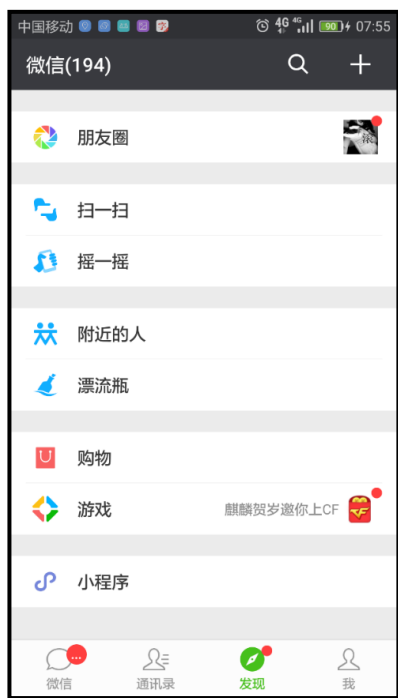 中国移动 4G 4G 90 07:55
微信(194)
朋友圈
扫一扫
摇一摇
附近的人
漂流瓶
购物
游戏 麒麟贺岁邀你上CF
小程序
微信 通讯录 发现 我